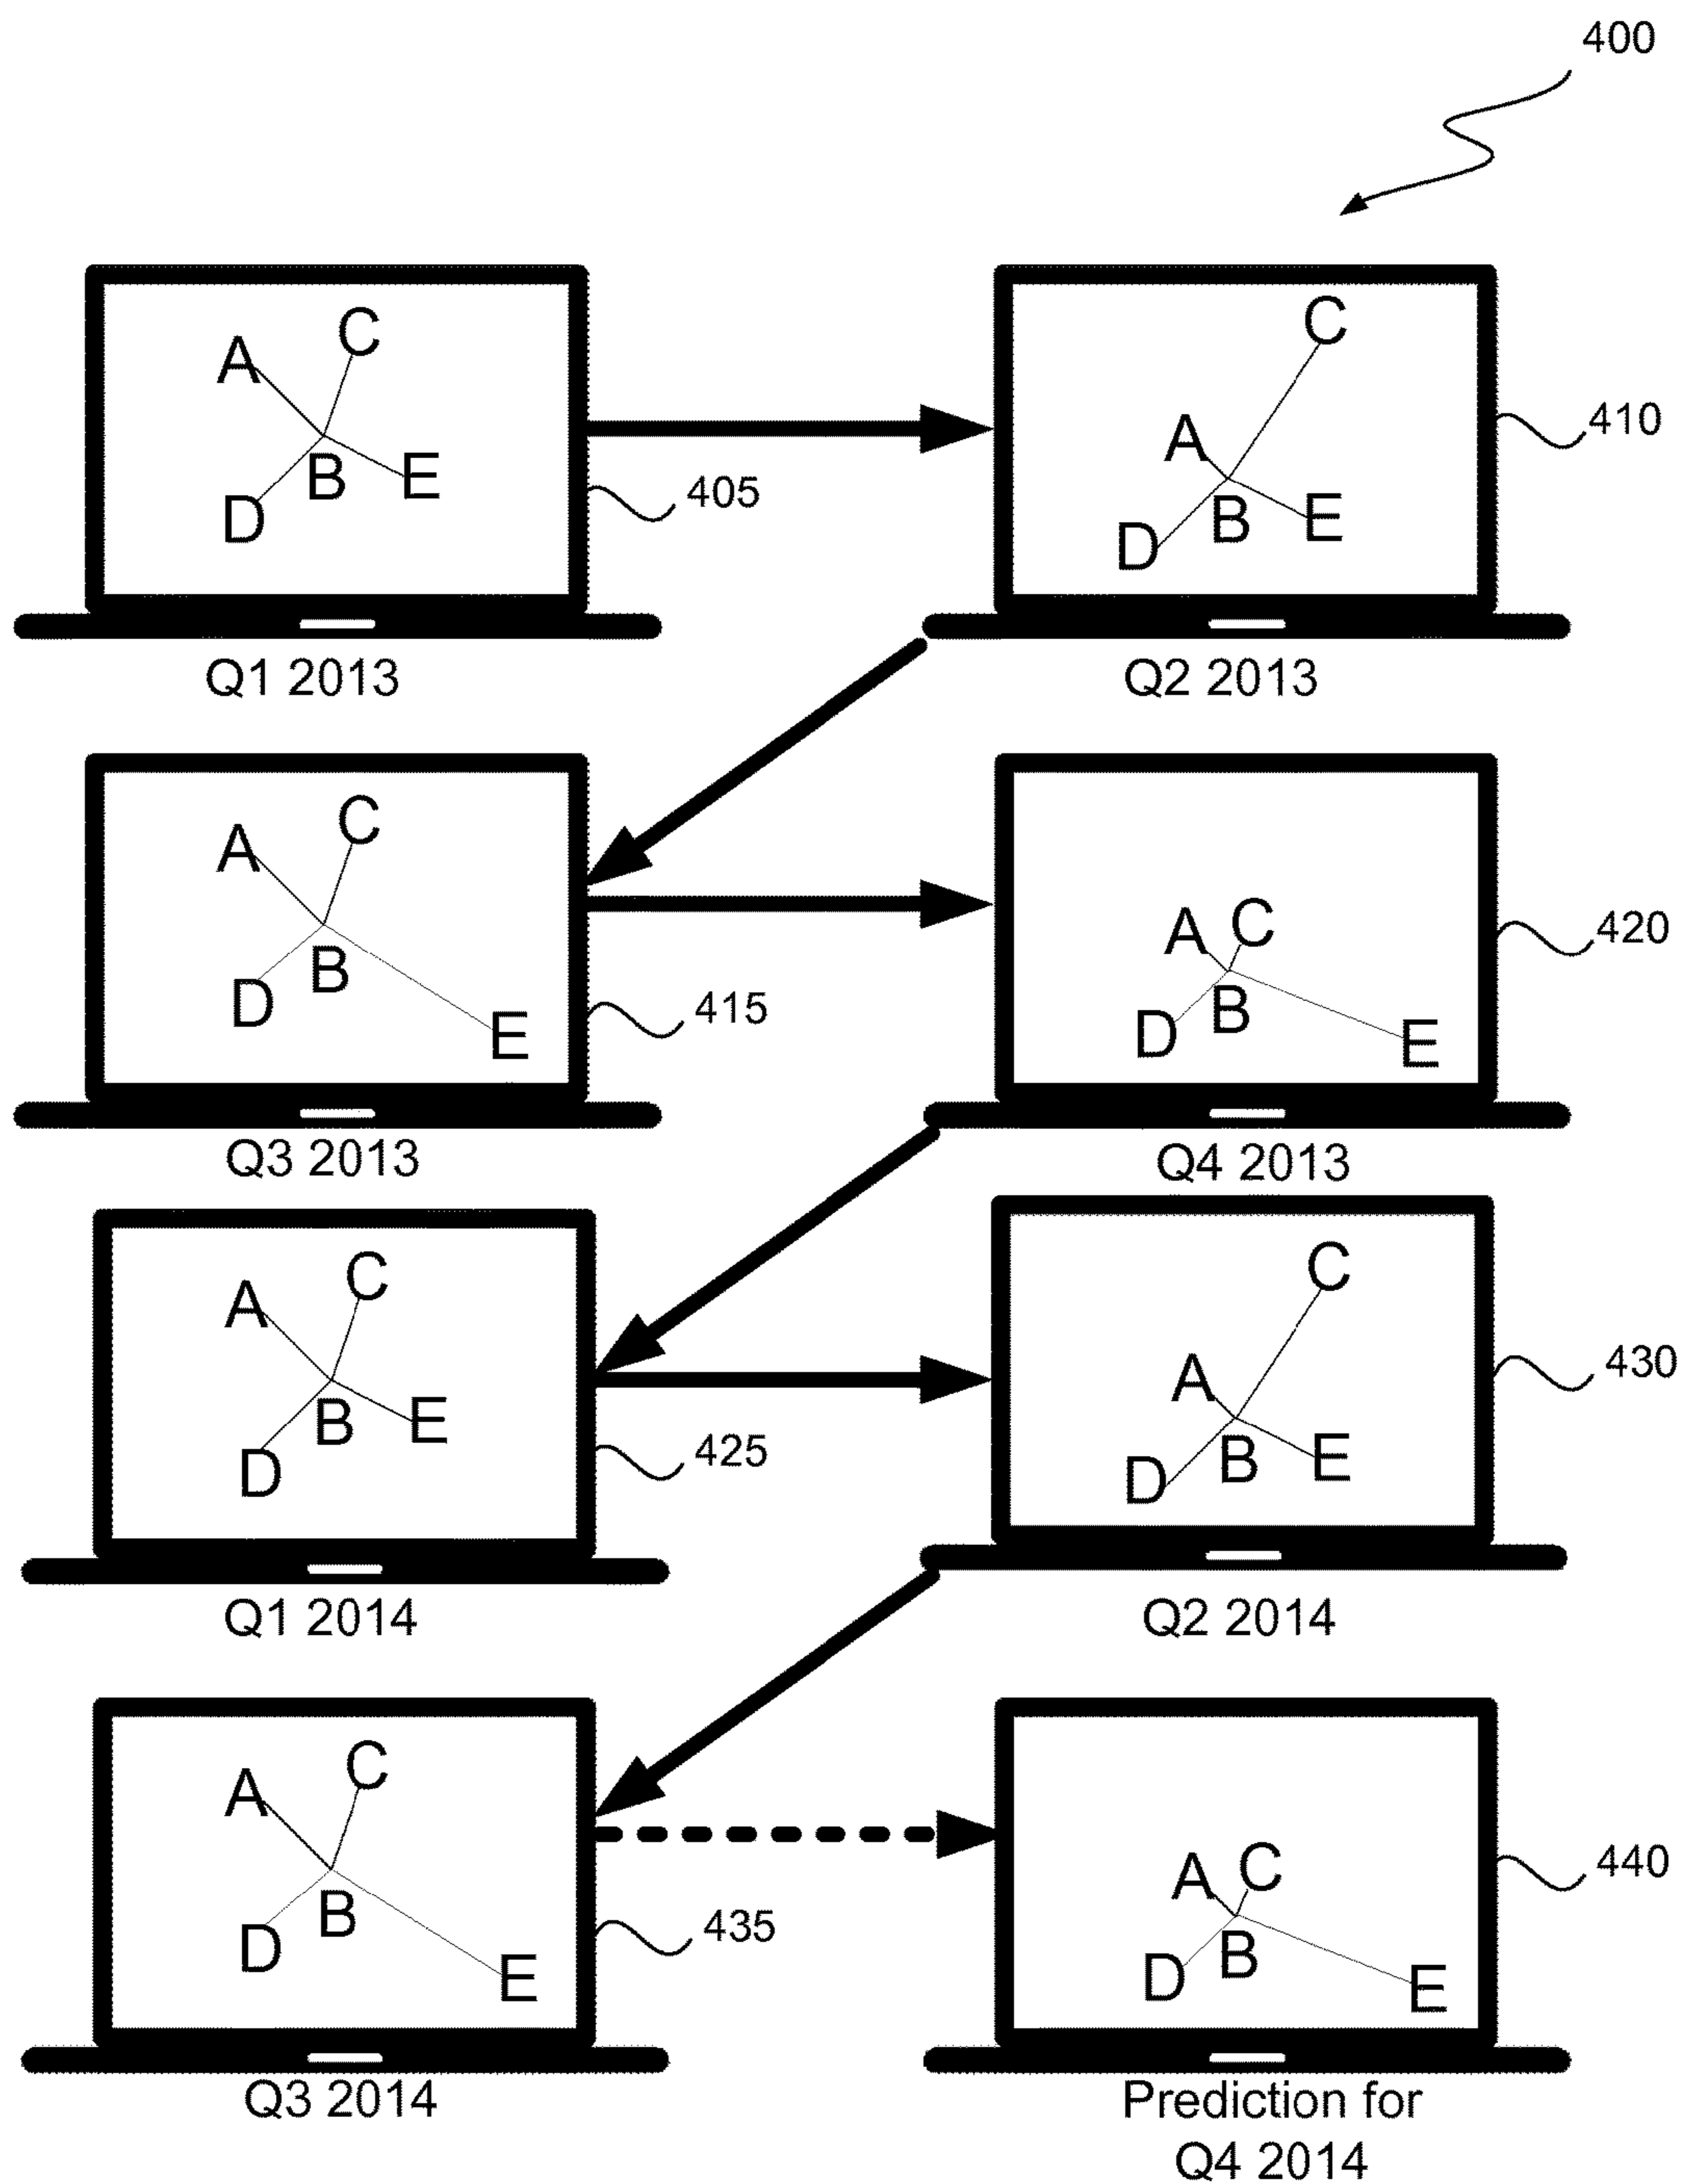 400
C
A
B
E
D
405
Q1 2013
C
A
B
E
D
410
Q2 2013
C
A
B
D
E
415
Q3 2013
A
C
B
D
E
420
Q4 2013
C
A
B
E
D
425
Q1 2014
C
A
B
E
D
430
Q2 2014
C
A
B
D
E
435
Q3 2014
A
C
B
D
E
440
Prediction for
Q4 2014